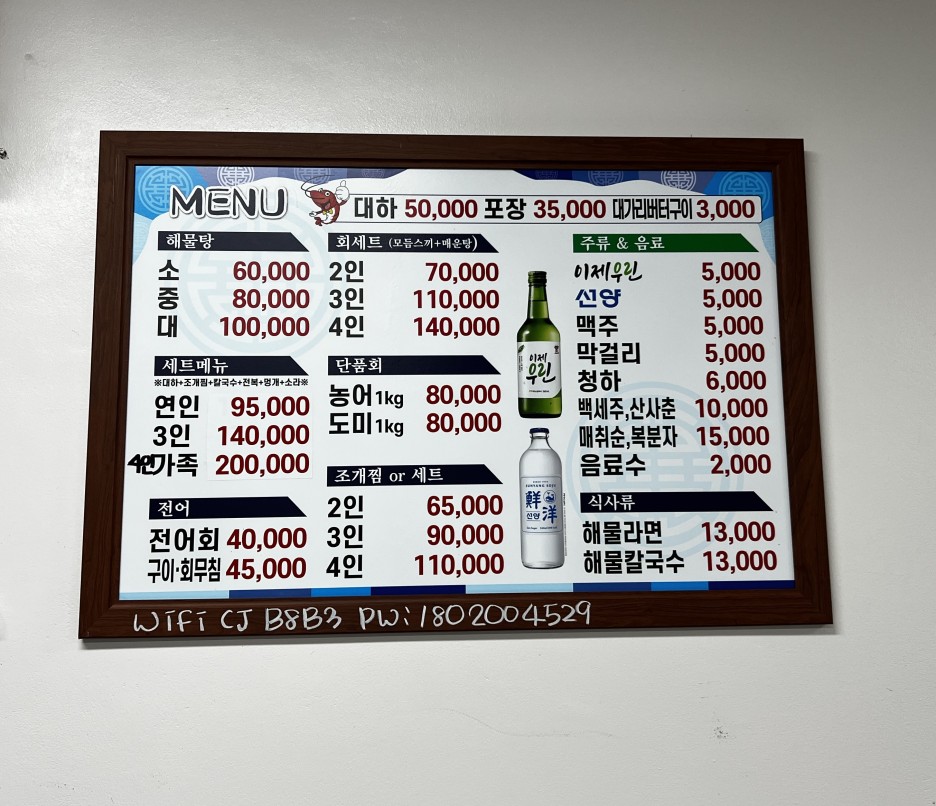 MENU
대하 50,000 포장 35,000 대가리버터구이 3,000
해물탕
소 60,000
중 80,000
대 100,000
세트메뉴
※대하+조개찜+칼국수+전복+멍개+소라※
연인 95,000
3인 140,000
4인가족 200,000
전어
전어회 40,000
구이·회무침 45,000
회세트 (모듬스끼+매운탕)
2인 70,000
3인 110,000
4인 140,000
단품회
농어 1kg 80,000
도미 1kg 80,000
조개찜 or 세트
2인 65,000
3인 90,000
4인 110,000
이제
우린
鮮洋
선양
주류 & 음료
이제우린 5,000
선양 5,000
맥주 5,000
막걸리 5,000
청하 6,000
백세주,산사춘 10,000
매취순,복분자 15,000
음료수 2,000
식사류
해물라면 13,000
해물칼국수 13,000
WiFi CJ B8B3 PW:1802004529